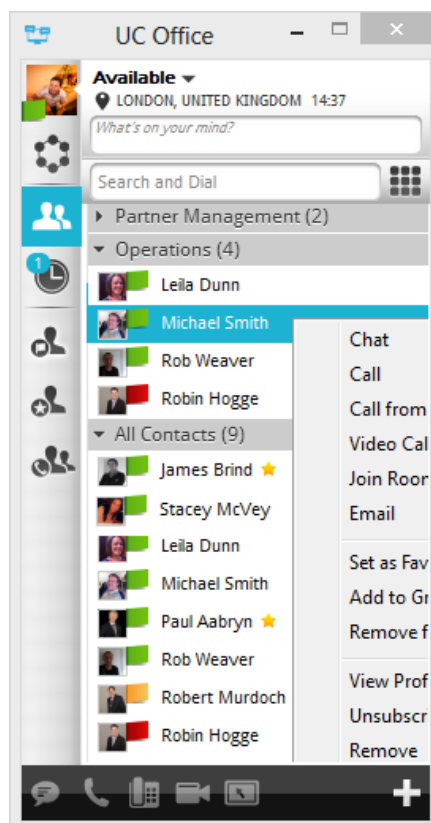 UC Office
Available
LONDON, UNITED KINGDOM 14:37
What's on your mind?
Search and Dial
Partner Management (2)
Operations (4)
1
Leila Dunn
Michael Smith
Rob Weaver
Robin Hogge
All Contacts (9)
James Brind
Stacey McVey
Leila Dunn
Michael Smith
Paul Aabryn
Rob Weaver
Robert Murdoch
Robin Hogge
Chat
Call
Call from
Video Cal
Join Roor
Email
Set as Fav
Add to Gr
Remove f
View Prof
Unsubscr
Remove